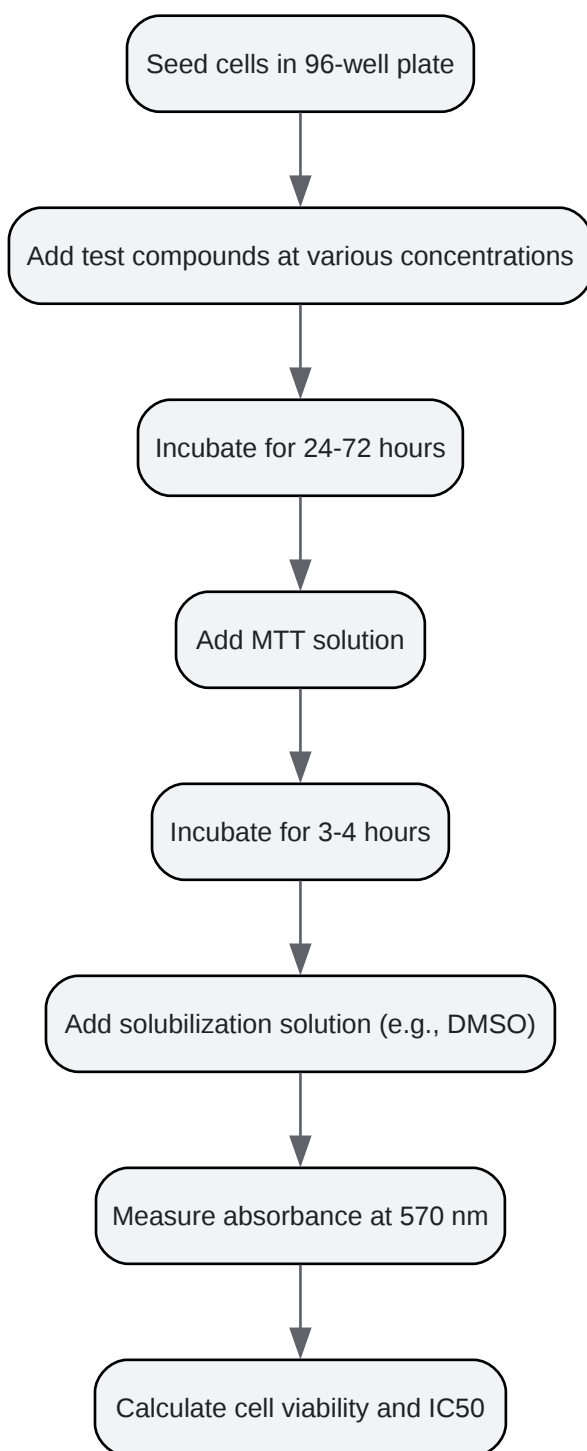 Seed cells in 96-well plate
Add test compounds at various concentrations
Incubate for 24-72 hours
Add MTT solution
Incubate for 3-4 hours
Add solubilization solution (e.g., DMSO)
Measure absorbance at 570 nm
Calculate cell viability and IC50